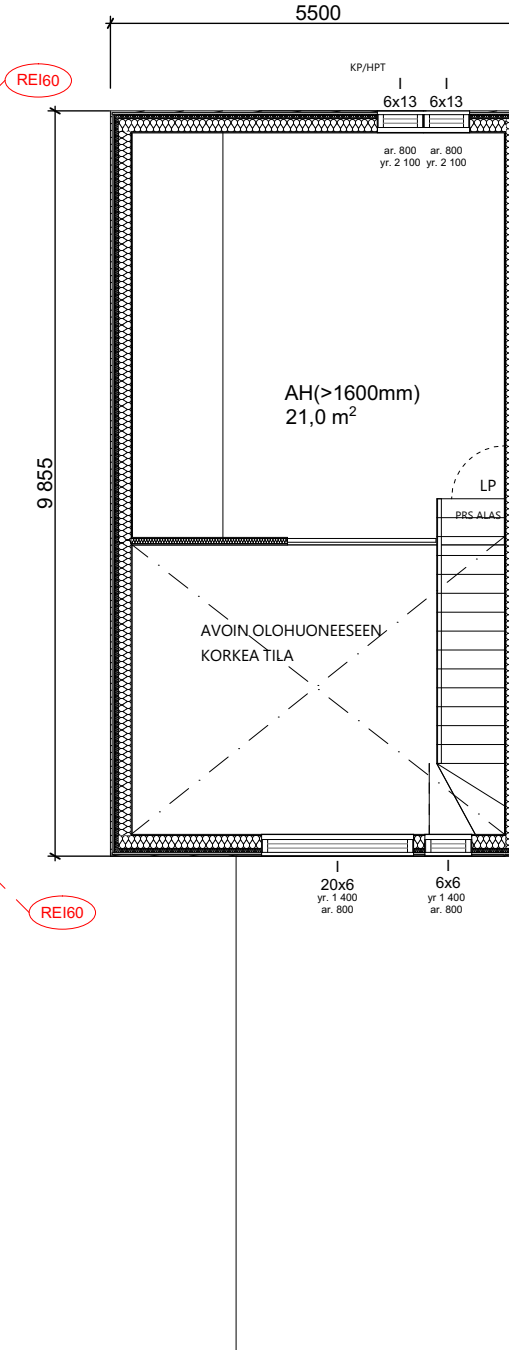 5500
KP/HPT
REI60
I I
6x13 6x13
ar. 800 ar. 800
yr. 2 100 yr. 2 100
AH(>1600mm)
21,0 m²
9 855
LP
PRS ALAS
AVOIN OLOHUONEESEEN
KORKEA TILA
I I
20x6 6x6
yr. 1 400 yr 1 400
ar. 800 ar. 800
REI60